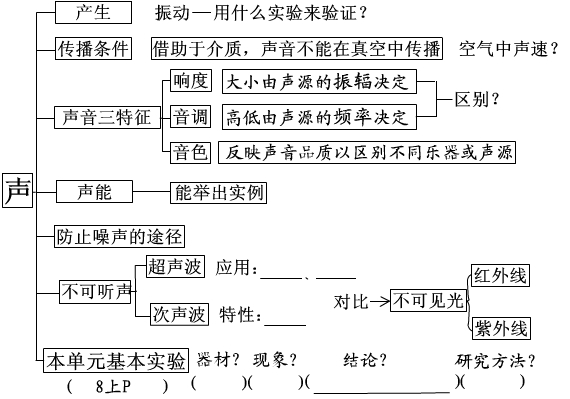 产生 振动—用什么实验来验证？
传播条件 借助于介质，声音不能在真空中传播 空气中声速？
响度 大小由声源的振幅决定
声音三特征 音调 高低由声源的频率决定 区别？
音色 反映声音品质以区别不同乐器或声源
声
声能 能举出实例
防止噪声的途径
超声波 应用：____、____
不可听声 对比→不可见光 红外线
次声波 特性：____ 紫外线
本单元基本实验 器材？ 现象？ 结论？ 研究方法？
( 8上P ) ( )( )( ____ )( )